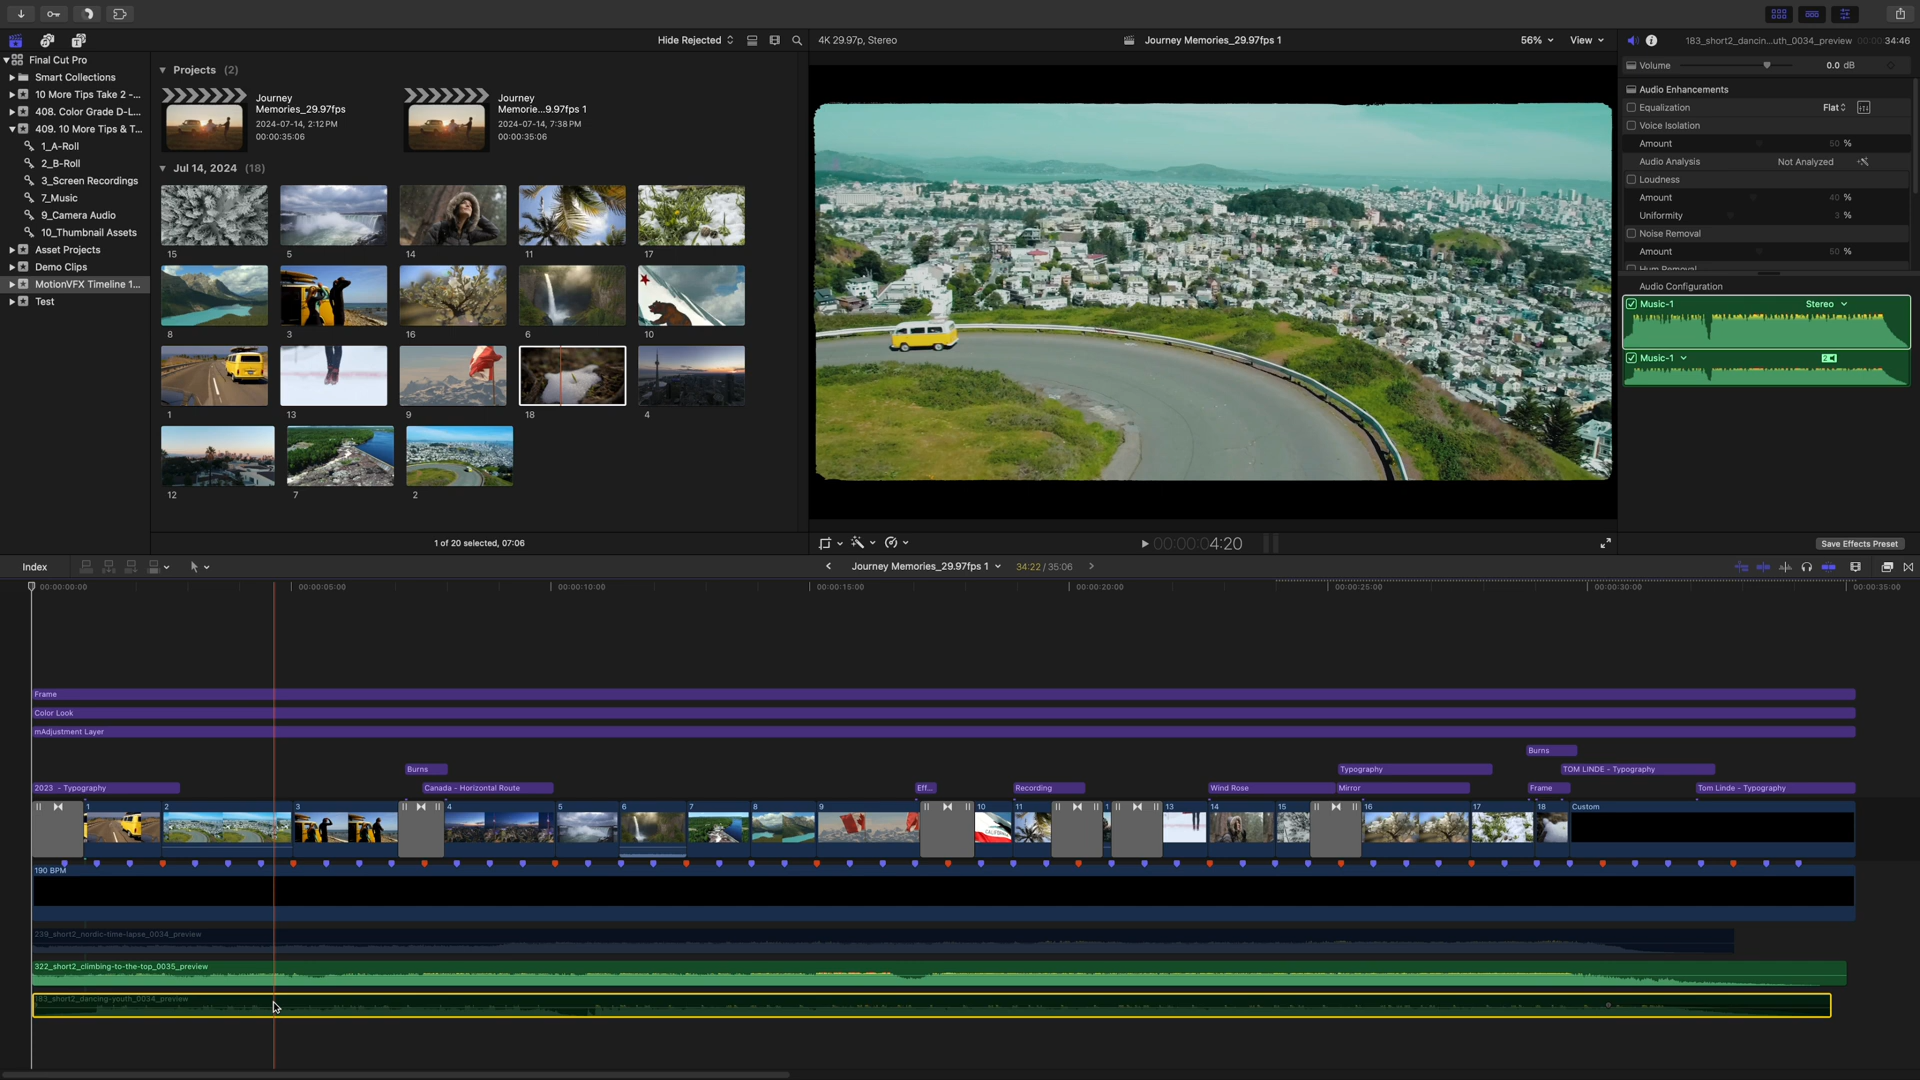 Hide Rejected
4K 29.97p, Stereo
Journey Memories_29.97fps 1
56%
View
183_short2_dancin...uth_0034_preview
00:00:34:46
Final Cut Pro
Smart Collections
10 More Tips Take 2 -...
408. Color Grade D-L...
409. 10 More Tips & T...
1_A-Roll
2_B-Roll
3_Screen Recordings
7_Music
9_Camera Audio
10_Thumbnail Assets
Asset Projects
Demo Clips
MotionVFX Timeline 1...
Test
Projects (2)
Journey
Memories_29.97fps
2024-07-14, 2:12 PM
00:00:35:06
Journey
Memorie...9.97fps 1
2024-07-14, 7:38 PM
00:00:35:06
Jul 14, 2024 (18)
15
5
14
11
17
8
3
16
6
10
1
13
9
18
4
12
7
2
1 of 20 selected, 07:06
00:00:04:20
Volume
0.0 dB
Audio Enhancements
Equalization
Flat
Voice Isolation
Amount
50 %
Audio Analysis
Not Analyzed
Loudness
Amount
40 %
Uniformity
3 %
Noise Removal
Amount
50 %
Hum Removal
Audio Configuration
Music-1
Stereo
Music-1
2
Save Effects Preset
Index
Journey Memories_29.97fps 1
34:22 / 35:06
00:00:00:00
00:00:05:00
00:00:10:00
00:00:15:00
00:00:20:00
00:00:25:00
00:00:30:00
00:00:35:00
Frame
Color Look
mAdjustment Layer
Burns
Burns
Typography
TOM LINDE - Typography
2023 - Typography
Canada - Horizontal Route
Eff...
Recording
Wind Rose
Mirror
Frame
Tom Linde - Typography
1
2
3
4
5
6
7
8
9
10
11
1
13
14
15
16
17
18
Custom
190 BPM
239_short2_nordic-time-lapse_0034_preview
322_short2_climbing-to-the-top_0035_preview
183_short2_dancing-youth_0034_preview